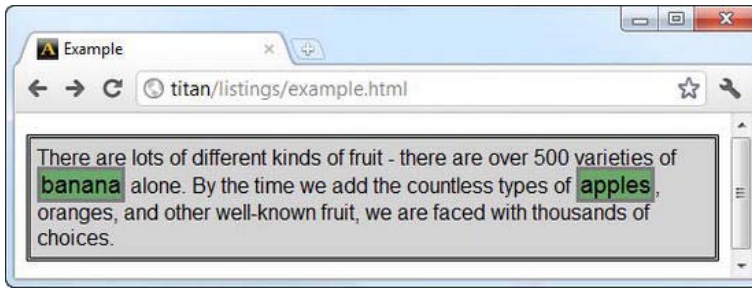 Example
titan/listings/example.html
There are lots of different kinds of fruit - there are over 500 varieties of
banana alone. By the time we add the countless types of apples,
oranges, and other well-known fruit, we are faced with thousands of
choices.